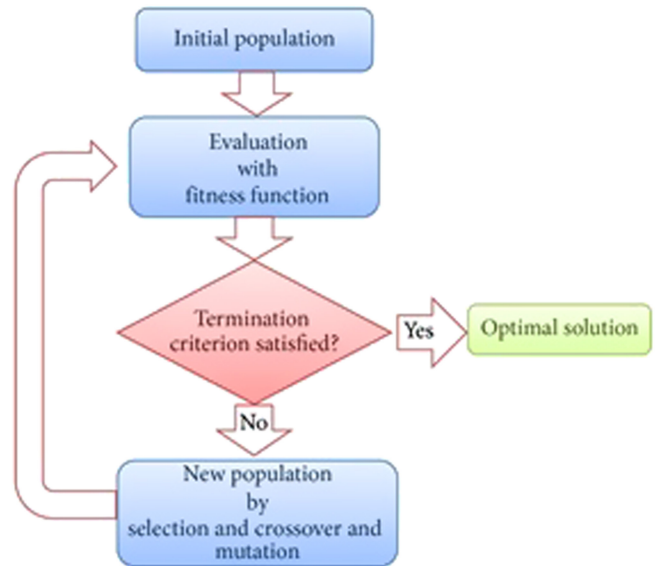 Initial population
Evaluation
with
fitness function
Termination
criterion satisfied?
Yes
Optimal solution
No
New population
by
selection and crossover and
mutation